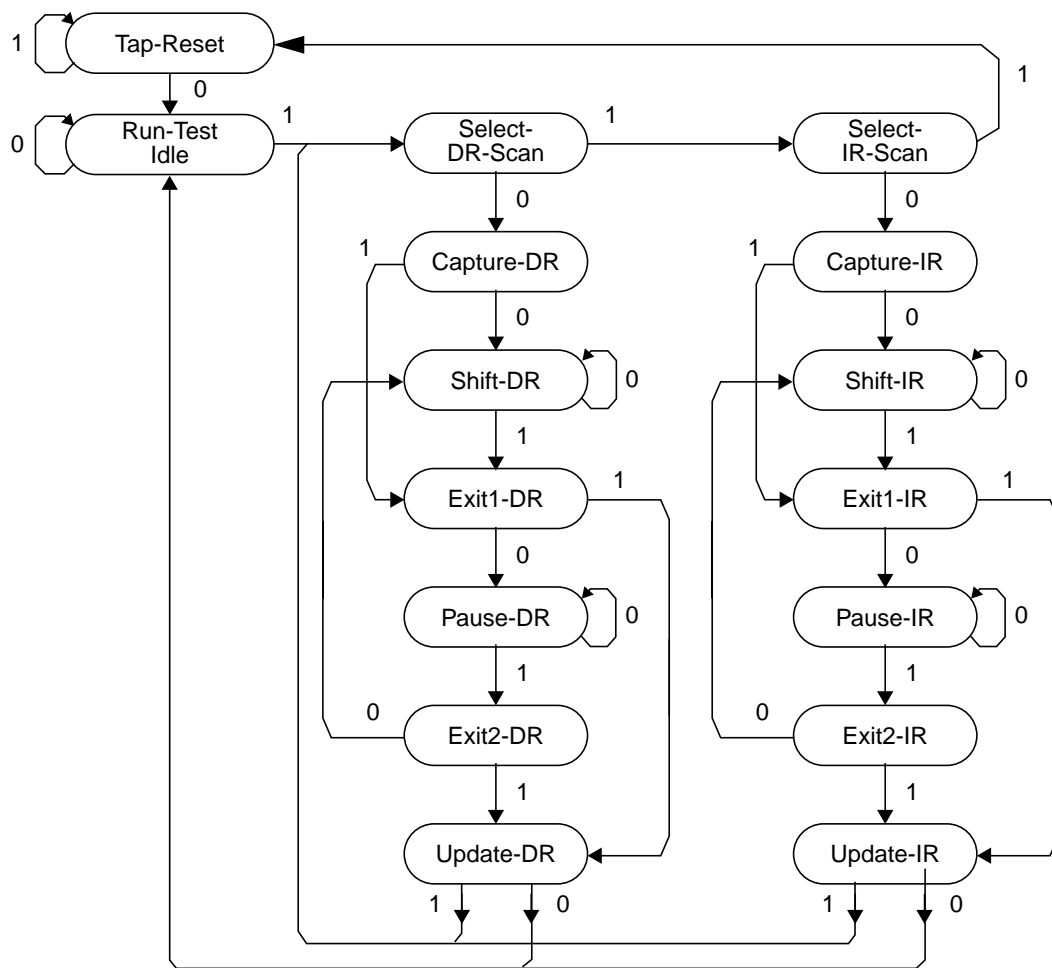 1
Tap-Reset
1
0
0
Run-Test
Idle
1
Select-
DR-Scan
1
Select-
IR-Scan
0
0
1
Capture-DR
1
Capture-IR
0
0
Shift-DR
0
Shift-IR
0
1
1
Exit1-DR
1
Exit1-IR
1
0
0
Pause-DR
0
Pause-IR
0
1
1
0
Exit2-DR
0
Exit2-IR
1
1
Update-DR
Update-IR
1
0
1
0